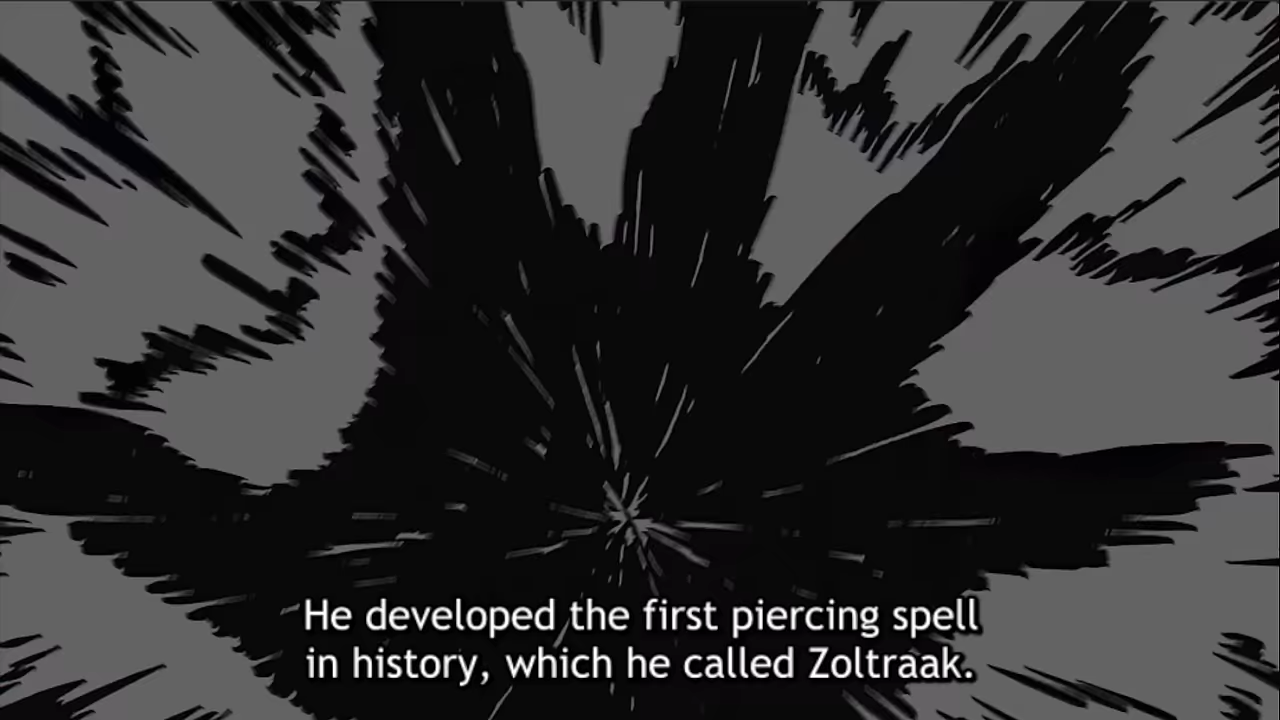 He developed the first piercing spell
in history, which he called Zoltraak.